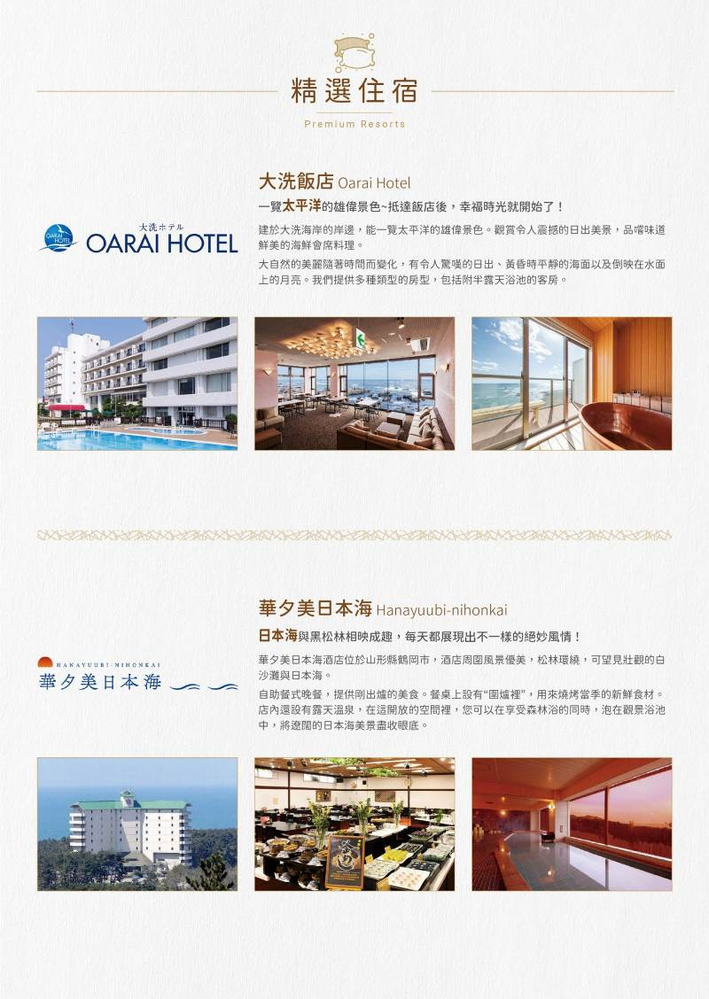 精選住宿
Premium Resorts
大洗飯店 Oarai Hotel
一覽太平洋的雄偉景色~抵達飯店後，幸福時光就開始了！
OARAI HOTEL
大洗ホテル
OARAI HOTEL
建於大洗海岸的岸邊，能一覽太平洋的雄偉景色。觀賞令人震撼的日出美景，品嚐味道
鮮美的海鮮會席料理。
大自然的美麗隨著時間而變化，有令人驚嘆的日出、黃昏時平靜的海面以及倒映在水面
上的月亮。我們提供多種類型的房型，包括附半露天浴池的客房。
華夕美日本海 Hanayuubi-nihonkai
日本海與黑松林相映成趣，每天都展現出不一樣的絕妙風情！
HANAYUUBI-NIHONKAI
華夕美日本海
華夕美日本海酒店位於山形縣鶴岡市，酒店周圍風景優美，松林環繞，可望見壯觀的白
沙灘與日本海。
自助餐式晚餐，提供剛出爐的美食。餐桌上設有“圍爐裡”，用來燒烤當季的新鮮食材。
店內還設有露天溫泉，在這開放的空間裡，您可以在享受森林浴的同時，泡在觀景浴池
中，將遼闊的日本海美景盡收眼底。